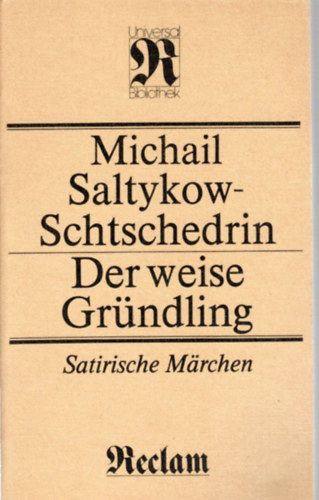 Universal
R
Bibliothek
Michail
Saltykow-
Schtschedrin
Der weise
Gründling
Satirische Märchen
Reclam